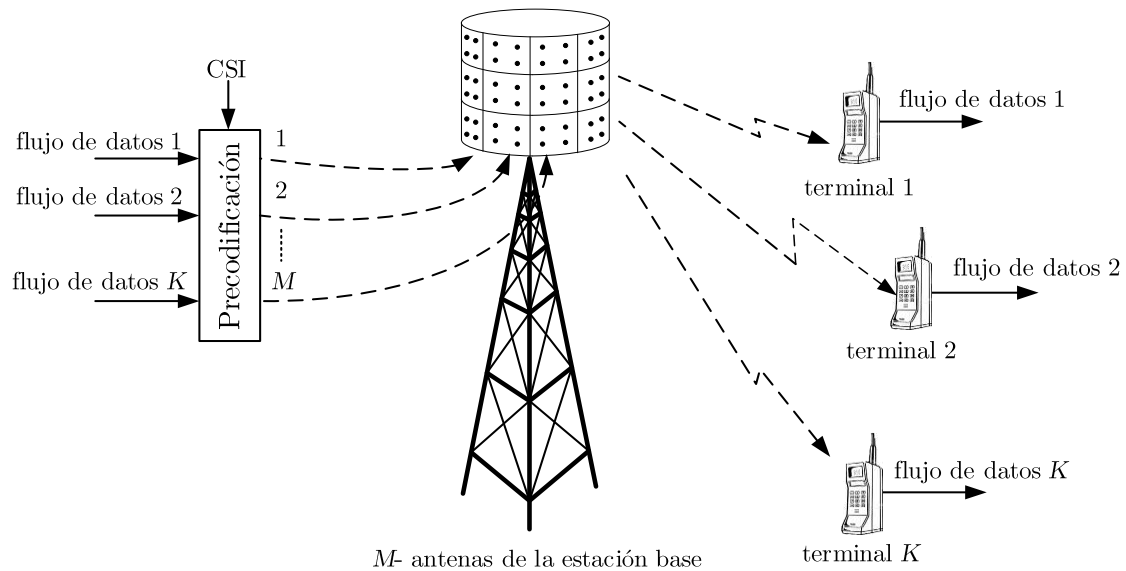 CSI
flujo de datos 1
flujo de datos 2
flujo de datos K
Precodificación
1
2
M
flujo de datos 1
terminal 1
flujo de datos 2
terminal 2
flujo de datos K
terminal K
M- antenas de la estación base